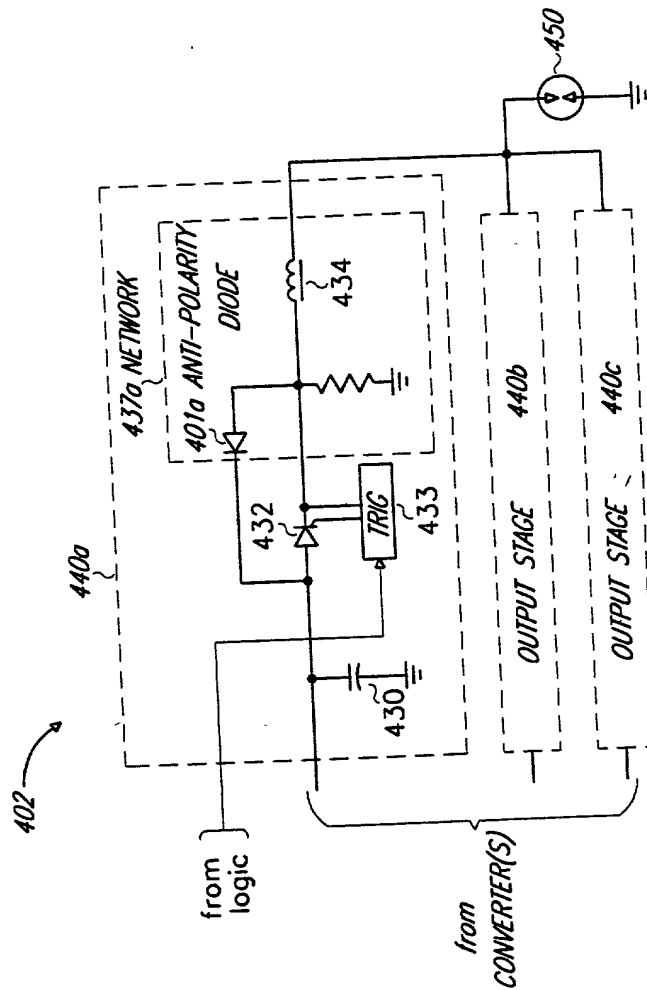 402
440a
437a NETWORK
401a ANTI-POLARITY
DIODE
432
434
TRIG
433
430
450
from
logic
OUTPUT STAGE 440b
OUTPUT STAGE 440c
from
CONVERTER(S)